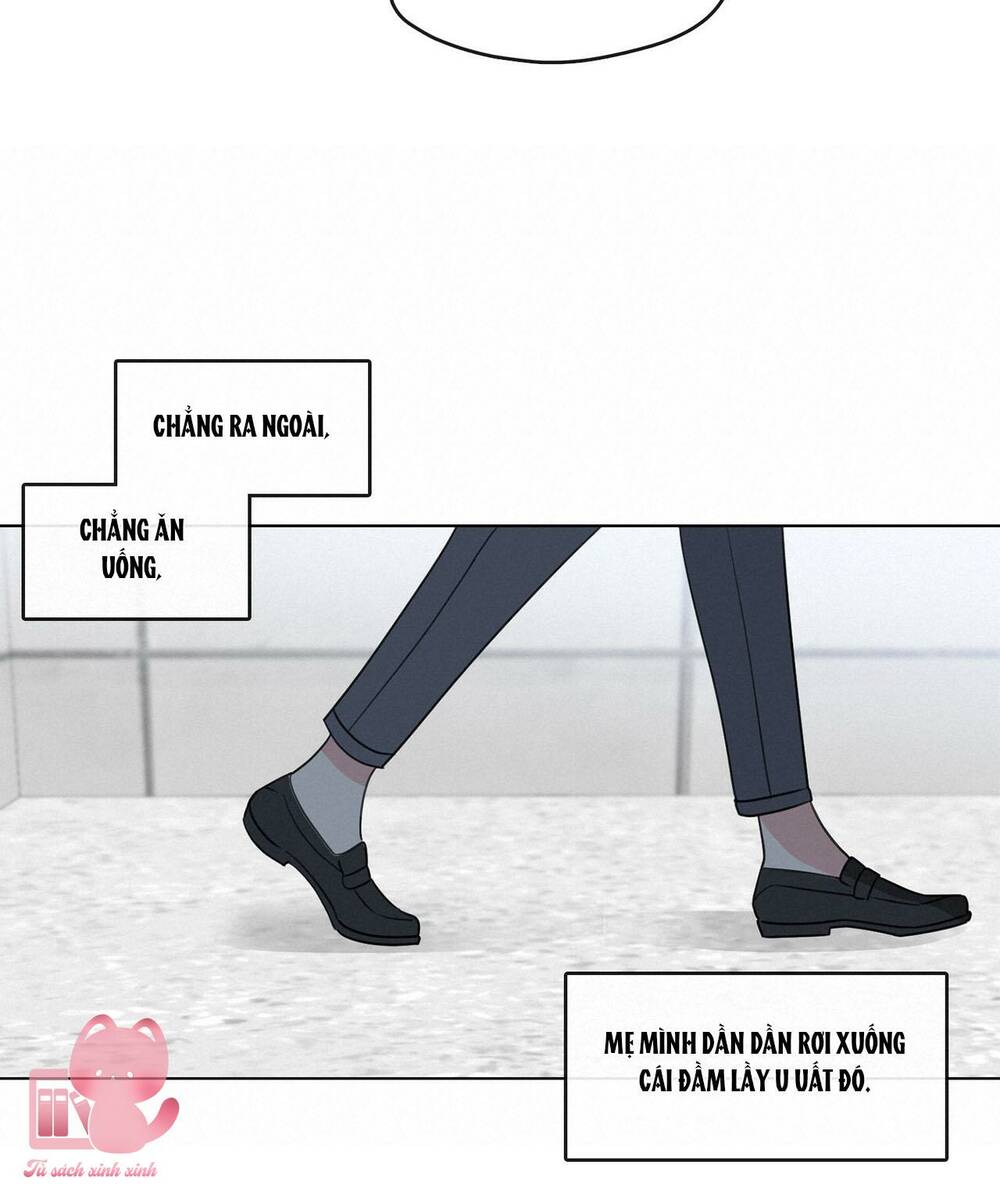 CHẲNG RA NGOÀI,
CHẲNG ĂN
UỐNG,
MẸ MÌNH DẦN DẦN RƠI XUỐNG
CÁI ĐẦM LẦY U UẤT ĐÓ.
Tủ sách xinh xinh